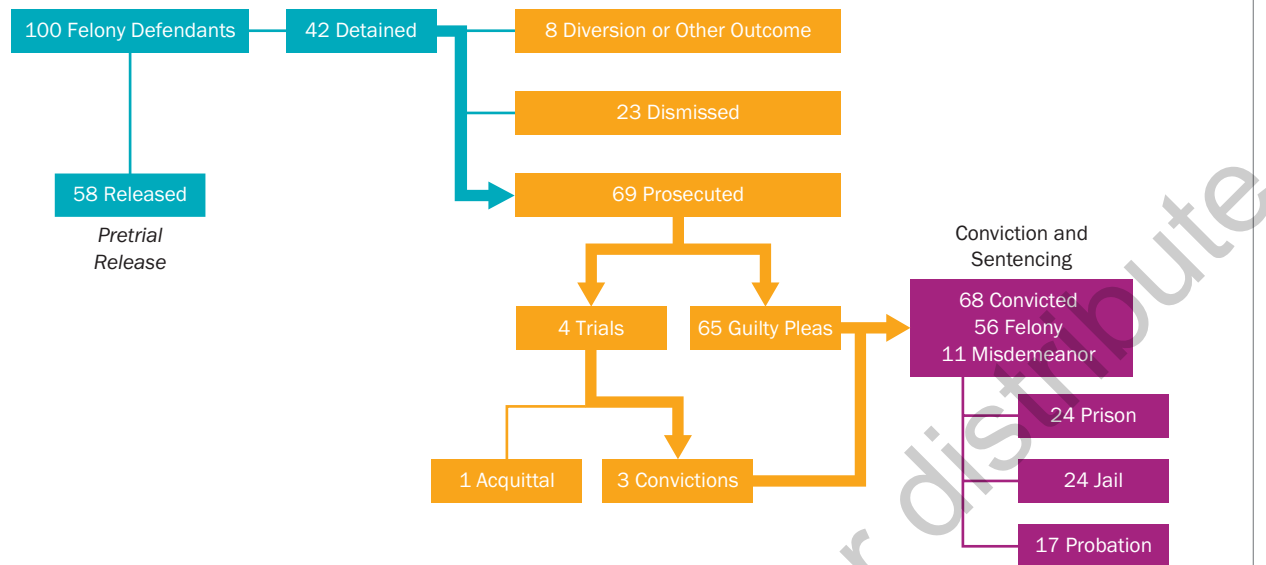 100 Felony Defendants
42 Detained
8 Diversion or Other Outcome
23 Dismissed
58 Released
69 Prosecuted
Pretrial
Release
Conviction and
Sentencing
4 Trials
65 Guilty Pleas
68 Convicted
56 Felony
11 Misdemeanor
24 Prison
1 Acquittal
3 Convictions
24 Jail
17 Probation
distribute